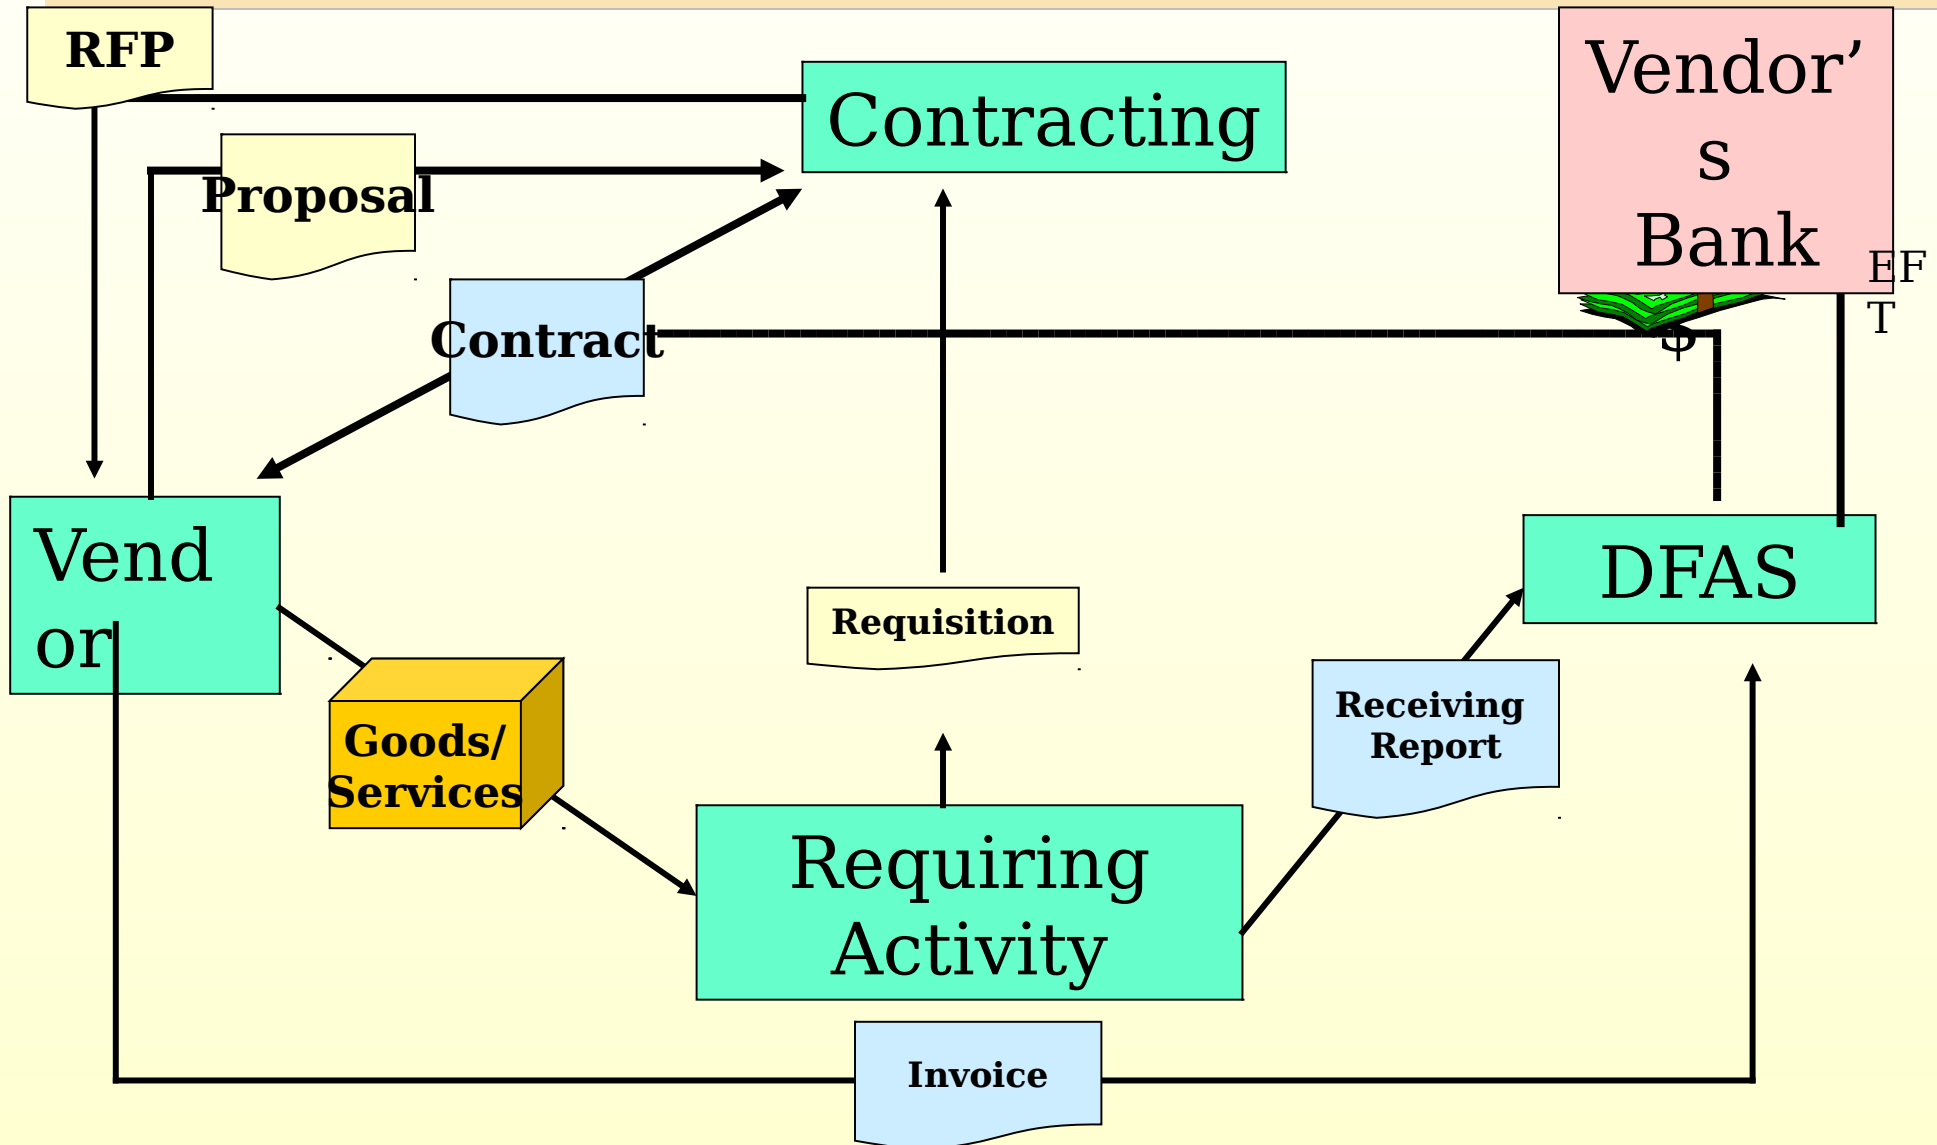 RFP
Contracting
Vendor’
s
Bank
Proposal
EF
T
Contract
$
Vend
or
DFAS
Requisition
Receiving
Report
Goods/
Services
Requiring
Activity
Invoice